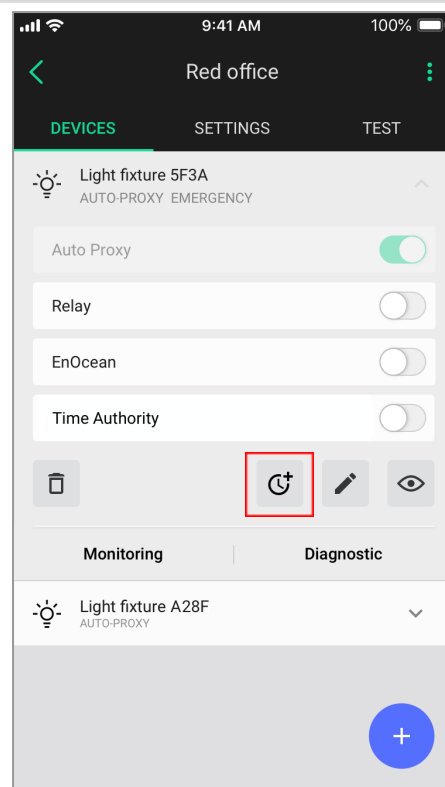 9:41 AM 100%
Red office
DEVICES SETTINGS TEST
Light fixture 5F3A
AUTO-PROXY EMERGENCY
Auto Proxy
Relay
EnOcean
Time Authority
Monitoring Diagnostic
Light fixture A28F
AUTO-PROXY